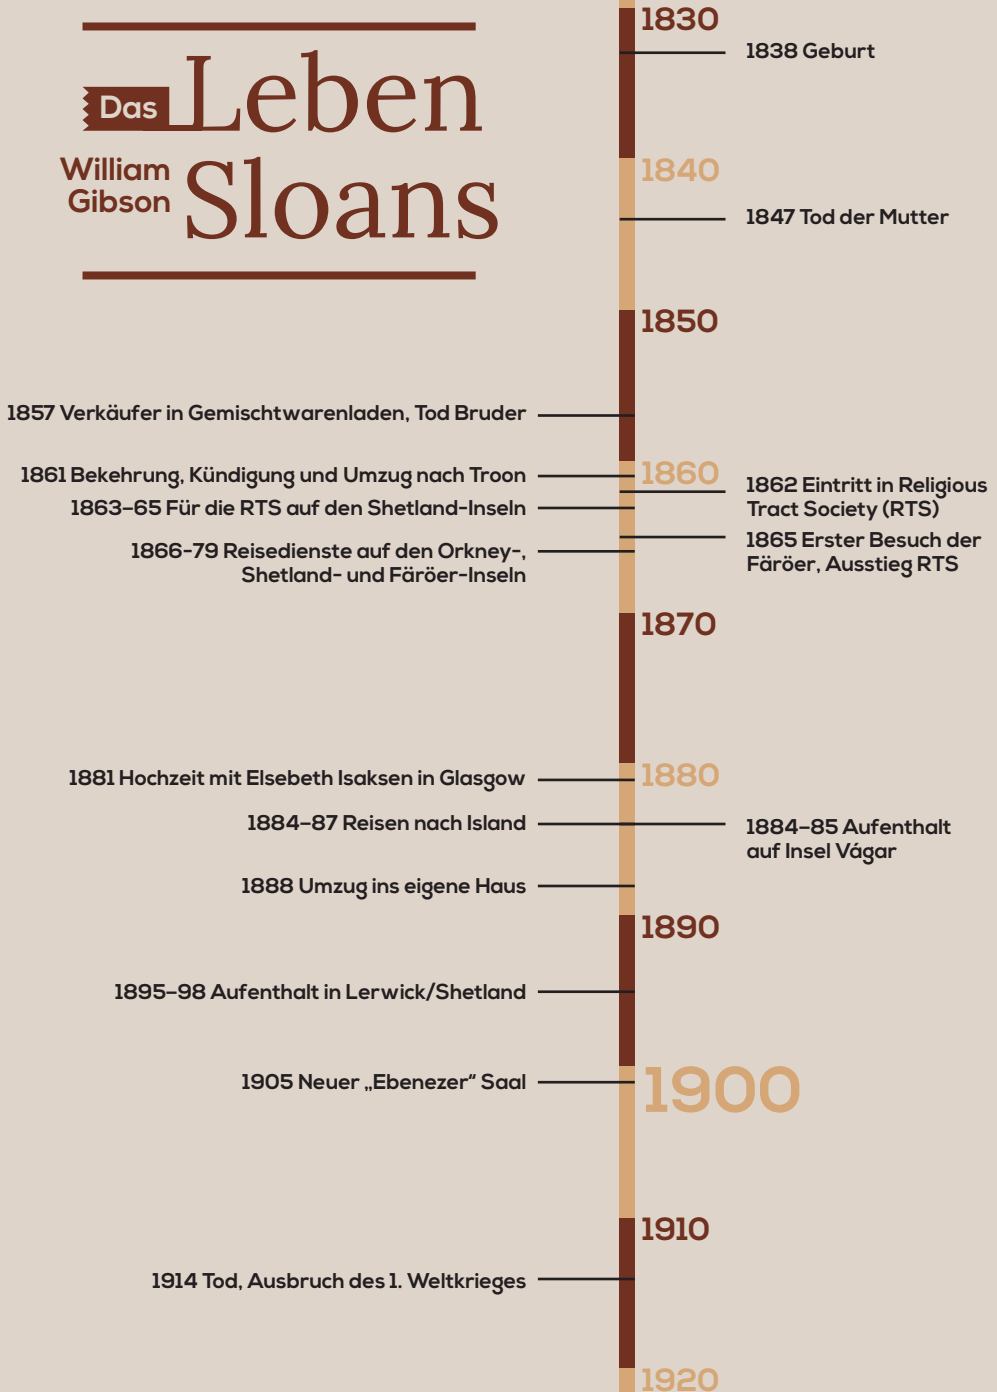 Das Leben
William
Gibson Sloans
1830
1838 Geburt
1840
1847 Tod der Mutter
1850
1857 Verkäufer in Gemischtwarenladen, Tod Bruder
1860
1861 Bekehrung, Kündigung und Umzug nach Troon
1862 Eintritt in Religious
Tract Society (RTS)
1863–65 Für die RTS auf den Shetland-Inseln
1865 Erster Besuch der
Färöer, Ausstieg RTS
1866-79 Reisedienste auf den Orkney-,
Shetland- und Färöer-Inseln
1870
1880
1881 Hochzeit mit Elsebeth Isaksen in Glasgow
1884–87 Reisen nach Island
1884–85 Aufenthalt
auf Insel Vágar
1888 Umzug ins eigene Haus
1890
1895–98 Aufenthalt in Lerwick/Shetland
1900
1905 Neuer „Ebenezer“ Saal
1910
1914 Tod, Ausbruch des 1. Weltkrieges
1920